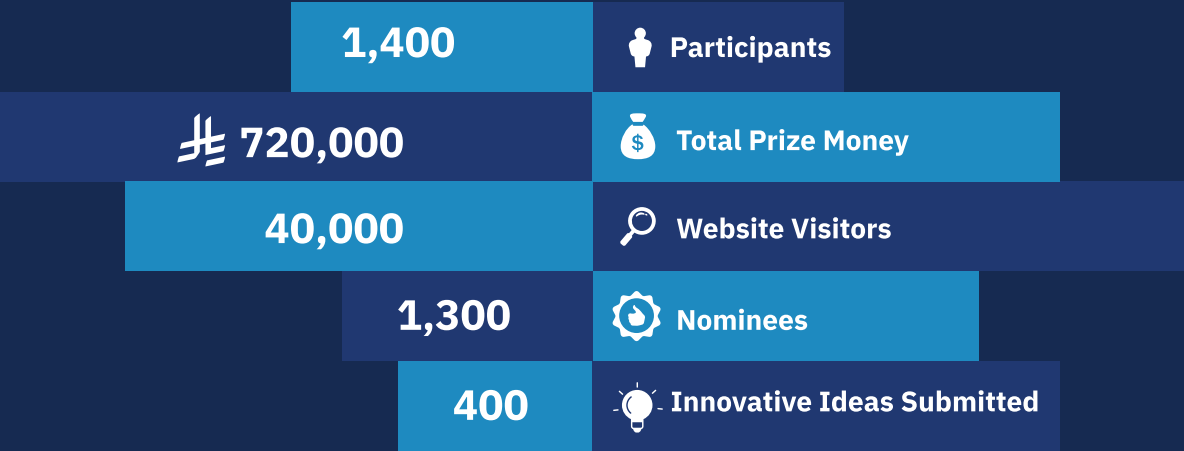 1,400 Participants
⃁ 720,000 Total Prize Money
40,000 Website Visitors
1,300 Nominees
400 Innovative Ideas Submitted